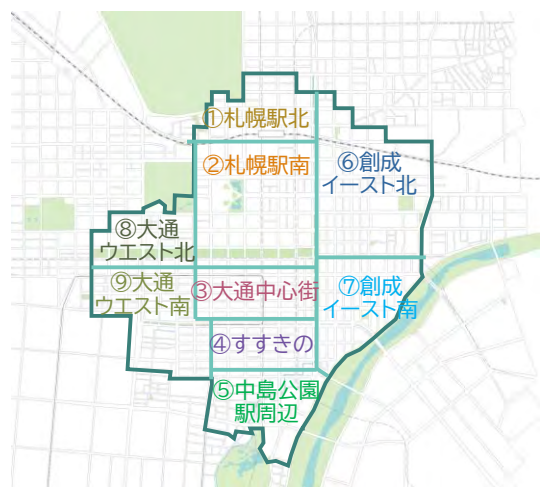 ①札幌駅北
②札幌駅南
⑥創成
イースト北
⑧大通
ウエスト北
⑨大通
ウエスト南
③大通中心街
⑦創成
イースト南
④すすきの
⑤中島公園
駅周辺